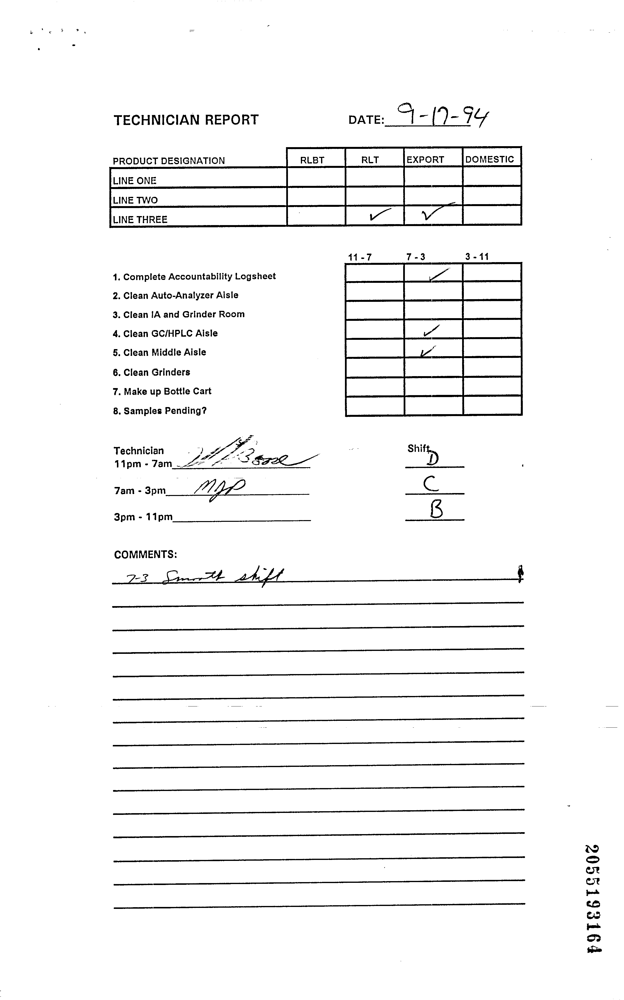 TECHNICIAN REPORT DATE: 9-17-94
PRODUCT DESIGNATION RLBT RLT EXPORT DOMESTIC
LINE ONE
LINE TWO
LINE THREE ✓ ✓
11 - 7 7 - 3 3 - 11
1. Complete Accountability Logsheet ✓
2. Clean Auto-Analyzer Aisle
3. Clean IA and Grinder Room
4. Clean GC/HPLC Aisle ✓
5. Clean Middle Aisle ✓
6. Clean Grinders
7. Make up Bottle Cart
8. Samples Pending?
Technician Shift
11pm - 7am D
7am - 3pm MJP C
3pm - 11pm B
COMMENTS:
7-3 Smooth shift
2055193164